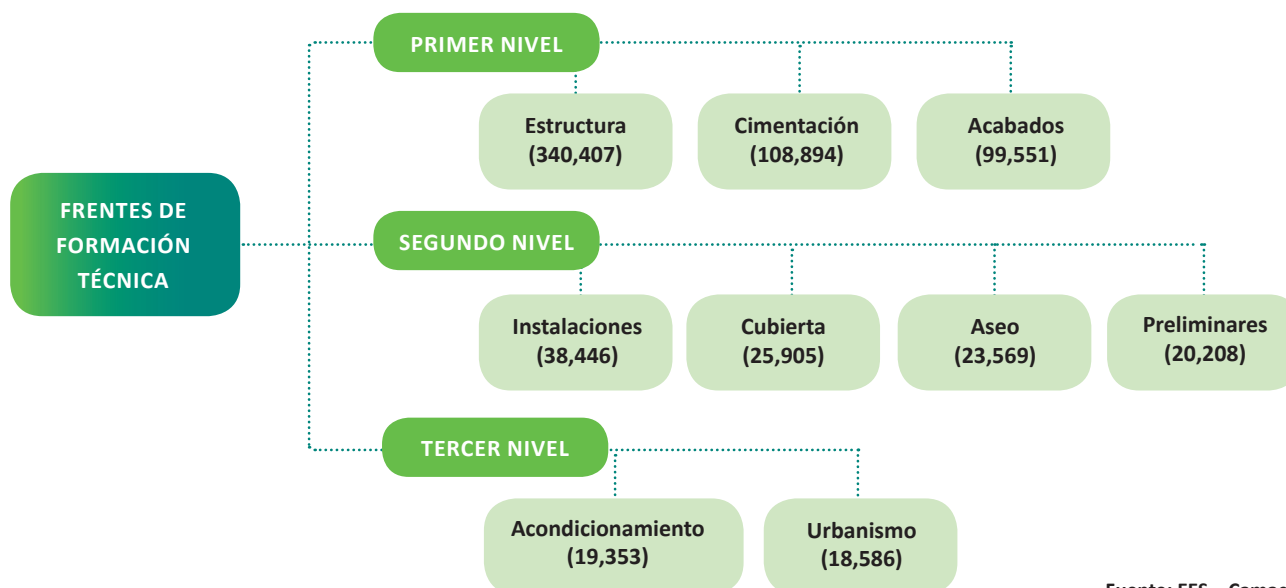 PRIMER NIVEL
Estructura
(340,407)
Cimentación
(108,894)
Acabados
(99,551)
FRENTES DE
FORMACIÓN
TÉCNICA
SEGUNDO NIVEL
Instalaciones
(38,446)
Cubierta
(25,905)
Aseo
(23,569)
Preliminares
(20,208)
TERCER NIVEL
Acondicionamiento
(19,353)
Urbanismo
(18,586)